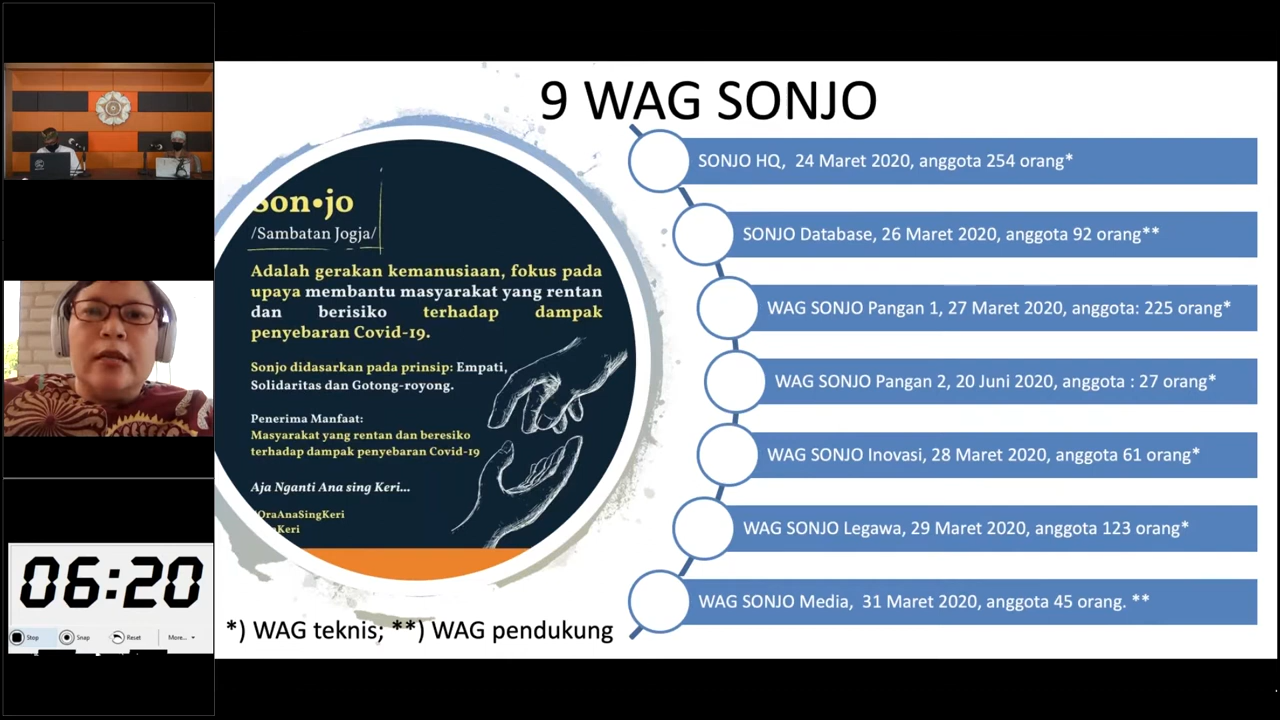 9 WAG SONJO
Son•jo
/Sambatan Jogja/
Adalah gerakan kemanusiaan, fokus pada
upaya membantu masyarakat yang rentan
dan berisiko terhadap dampak
penyebaran Covid-19.
Sonjo didasarkan pada prinsip: Empati,
Solidaritas dan Gotong-royong.
Penerima Manfaat:
Masyarakat yang rentan dan beresiko
terhadap dampak penyebaran Covid-19
Aja Nganti Ana sing Keri...
OraAnaSingKeri
Keri
*) WAG teknis; **) WAG pendukung
SONJO HQ, 24 Maret 2020, anggota 254 orang*
SONJO Database, 26 Maret 2020, anggota 92 orang**
WAG SONJO Pangan 1, 27 Maret 2020, anggota: 225 orang*
WAG SONJO Pangan 2, 20 Juni 2020, anggota : 27 orang*
WAG SONJO Inovasi, 28 Maret 2020, anggota 61 orang*
WAG SONJO Legawa, 29 Maret 2020, anggota 123 orang*
WAG SONJO Media, 31 Maret 2020, anggota 45 orang. **
06:20
Stop Snap Reset More...